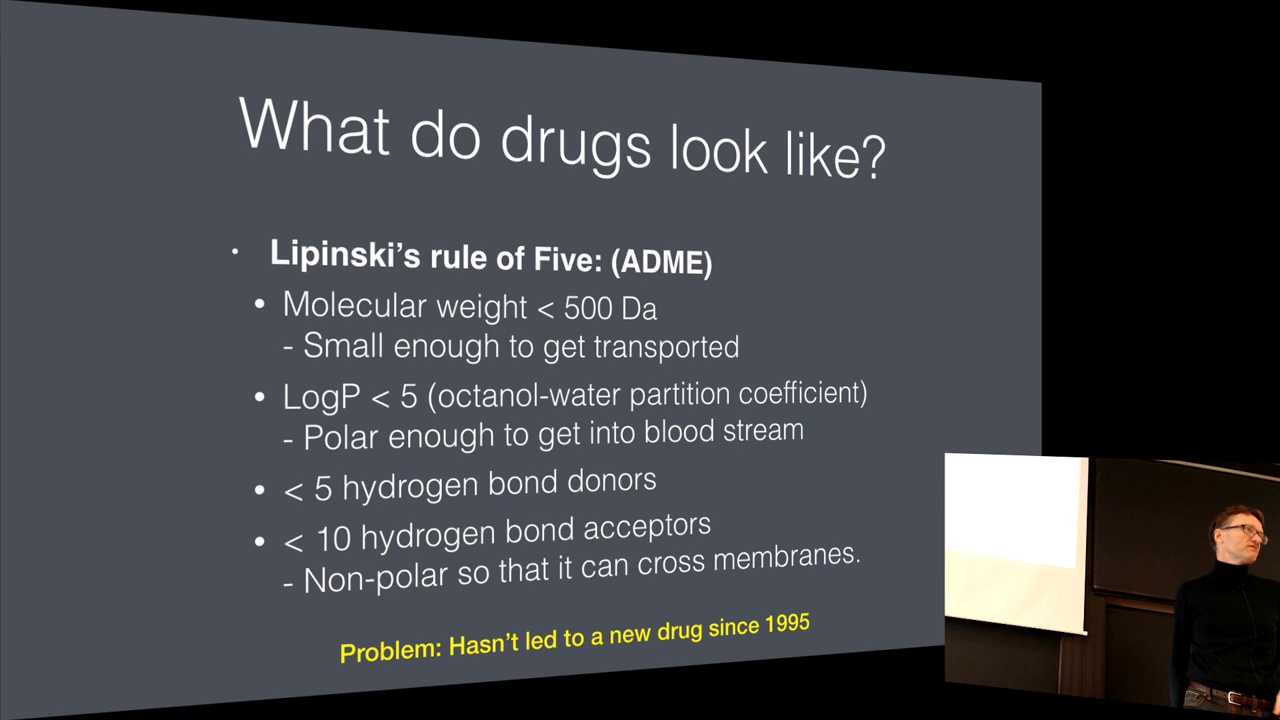 What do drugs look like?
• Lipinski's rule of Five: (ADME)
• Molecular weight < 500 Da
- Small enough to get transported
• LogP < 5 (octanol-water partition coefficient)
- Polar enough to get into blood stream
• < 5 hydrogen bond donors
• < 10 hydrogen bond acceptors
- Non-polar so that it can cross membranes.
Problem: Hasn't led to a new drug since 1995